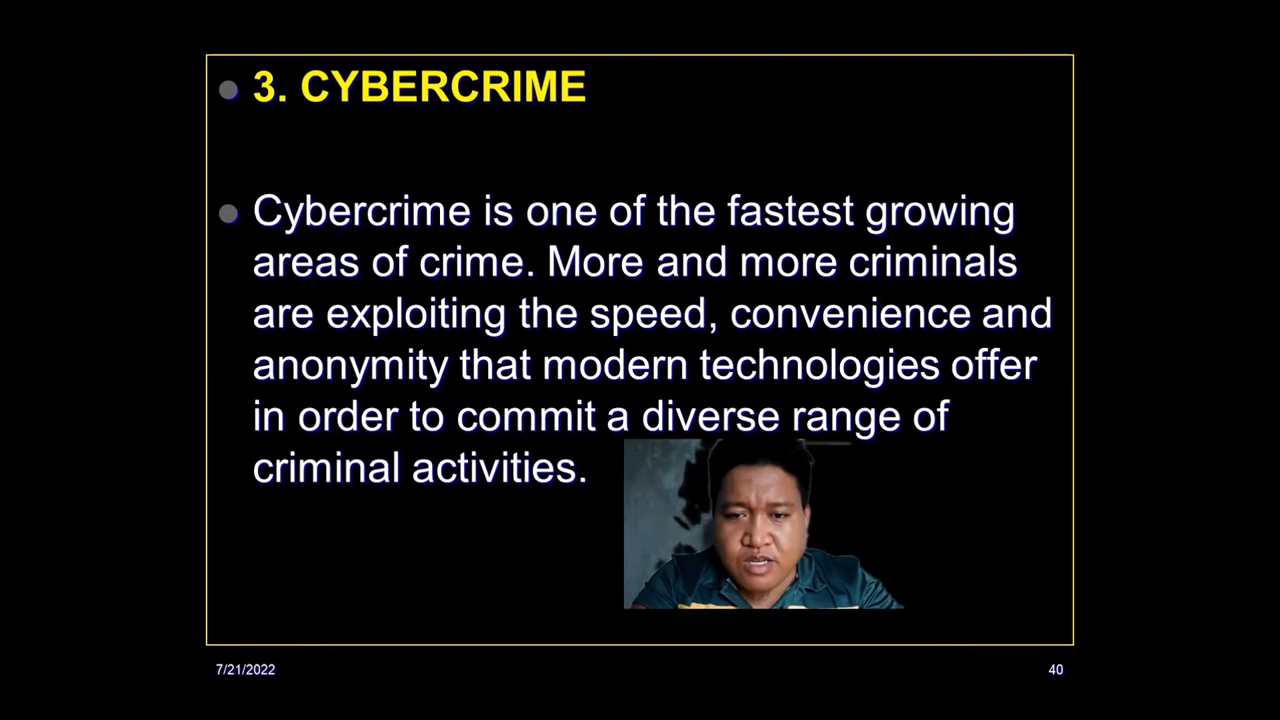 3. CYBERCRIME
Cybercrime is one of the fastest growing
areas of crime. More and more criminals
are exploiting the speed, convenience and
anonymity that modern technologies offer
in order to commit a diverse range of
criminal activities.
7/21/2022
40